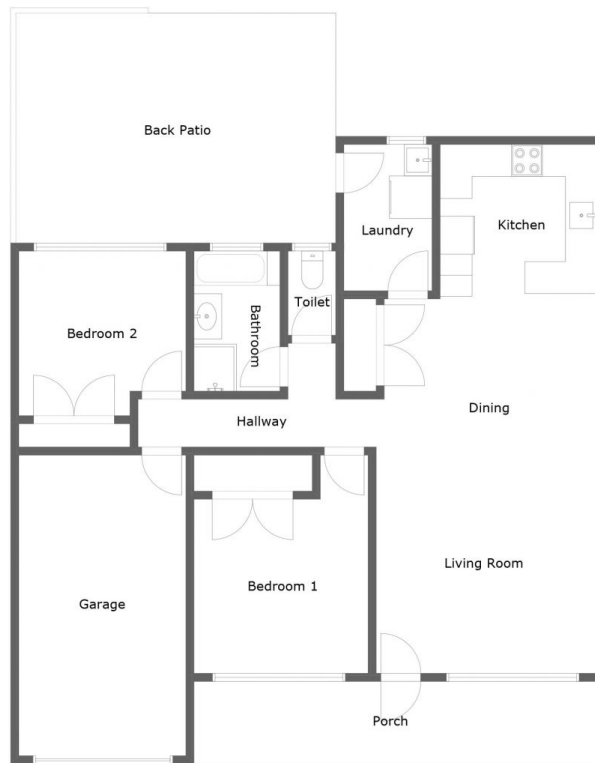 Back Patio
Laundry
Kitchen
Toilet
Bathroom
Bedroom 2
Dining
Hallway
Living Room
Bedroom 1
Garage
Porch